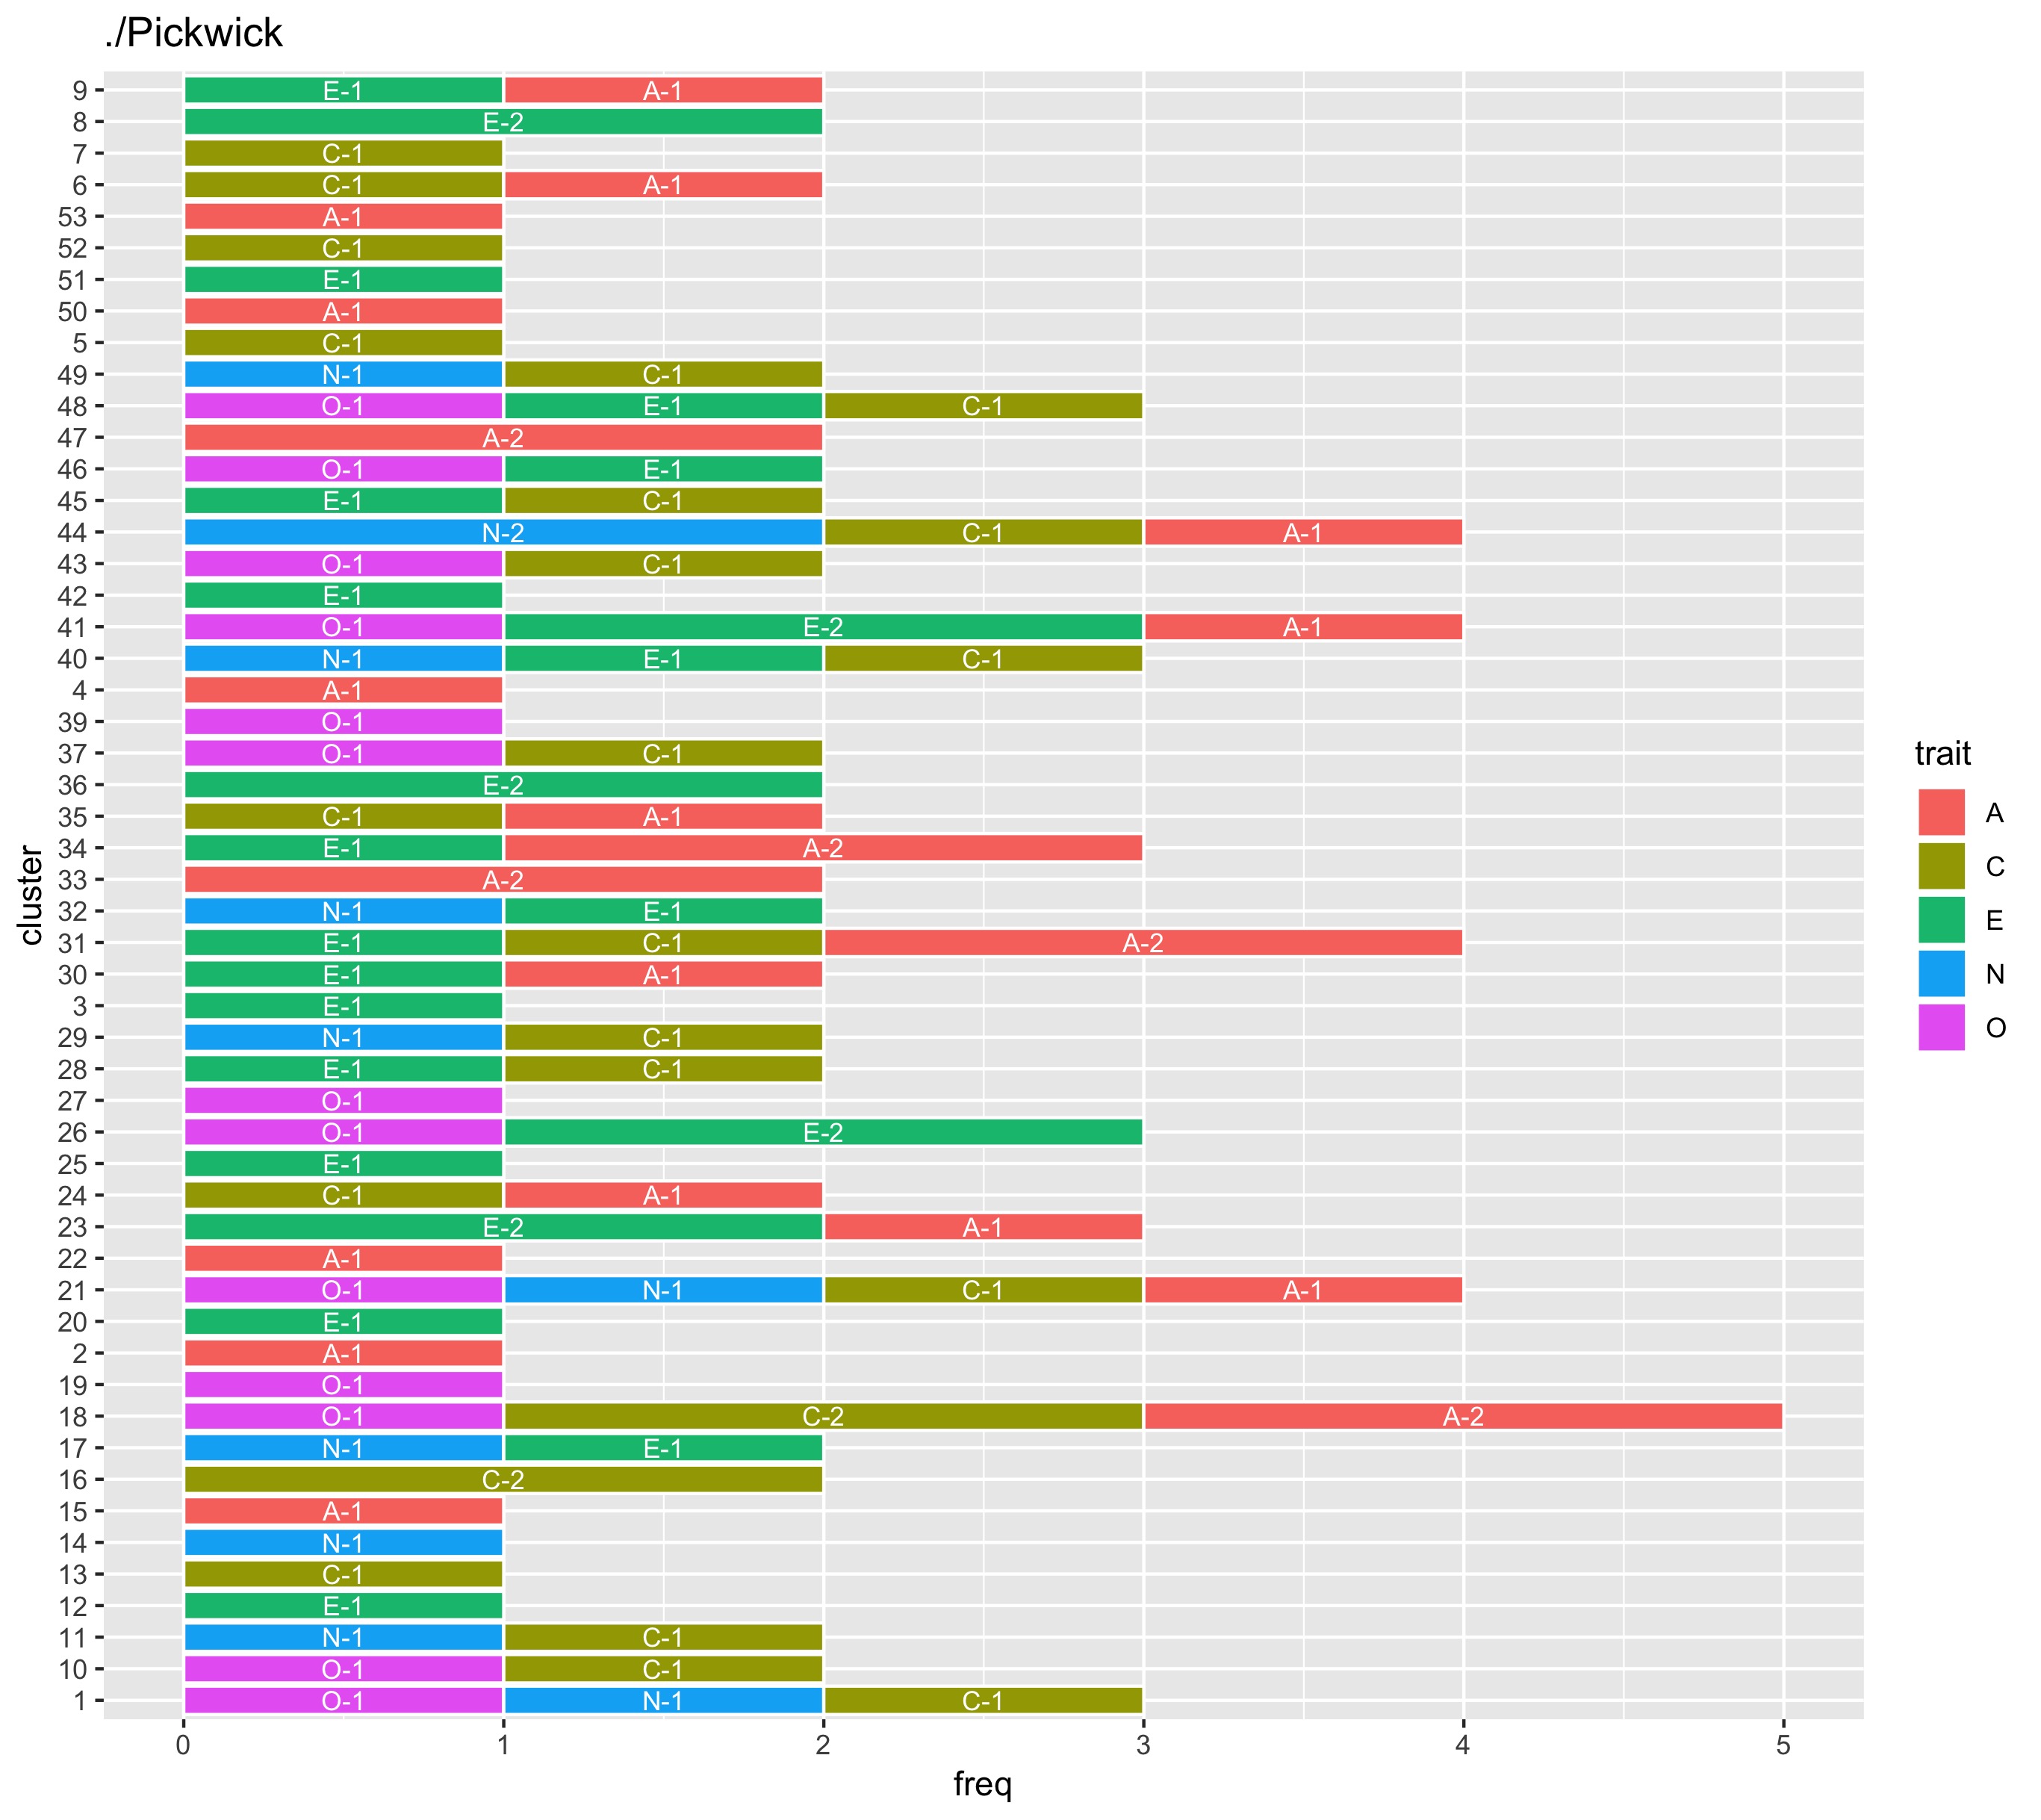 ./Pickwick
9 E-1 A-1
8 E-2
7 C-1
6 C-1 A-1
53 A-1
52 C-1
51 E-1
50 A-1
5 C-1
49 N-1 C-1
48 O-1 E-1 C-1
47 A-2
46 O-1 E-1
45 E-1 C-1
44 N-2 C-1 A-1
43 O-1 C-1
42 E-1
41 O-1 E-2 A-1
40 N-1 E-1 C-1
4 A-1
39 O-1
37 O-1 C-1
36 E-2
35 C-1 A-1
34 E-1 A-2
33 A-2
32 N-1 E-1
31 E-1 C-1 A-2
30 E-1 A-1
3 E-1
29 N-1 C-1
28 E-1 C-1
27 O-1
26 O-1 E-2
25 E-1
24 C-1 A-1
23 E-2 A-1
22 A-1
21 O-1 N-1 C-1 A-1
20 E-1
2 A-1
19 O-1
18 O-1 C-2 A-2
17 N-1 E-1
16 C-2
15 A-1
14 N-1
13 C-1
12 E-1
11 N-1 C-1
10 O-1 C-1
1 O-1 N-1 C-1
0 1 2 3 4 5
freq
cluster
trait
A
C
E
N
O